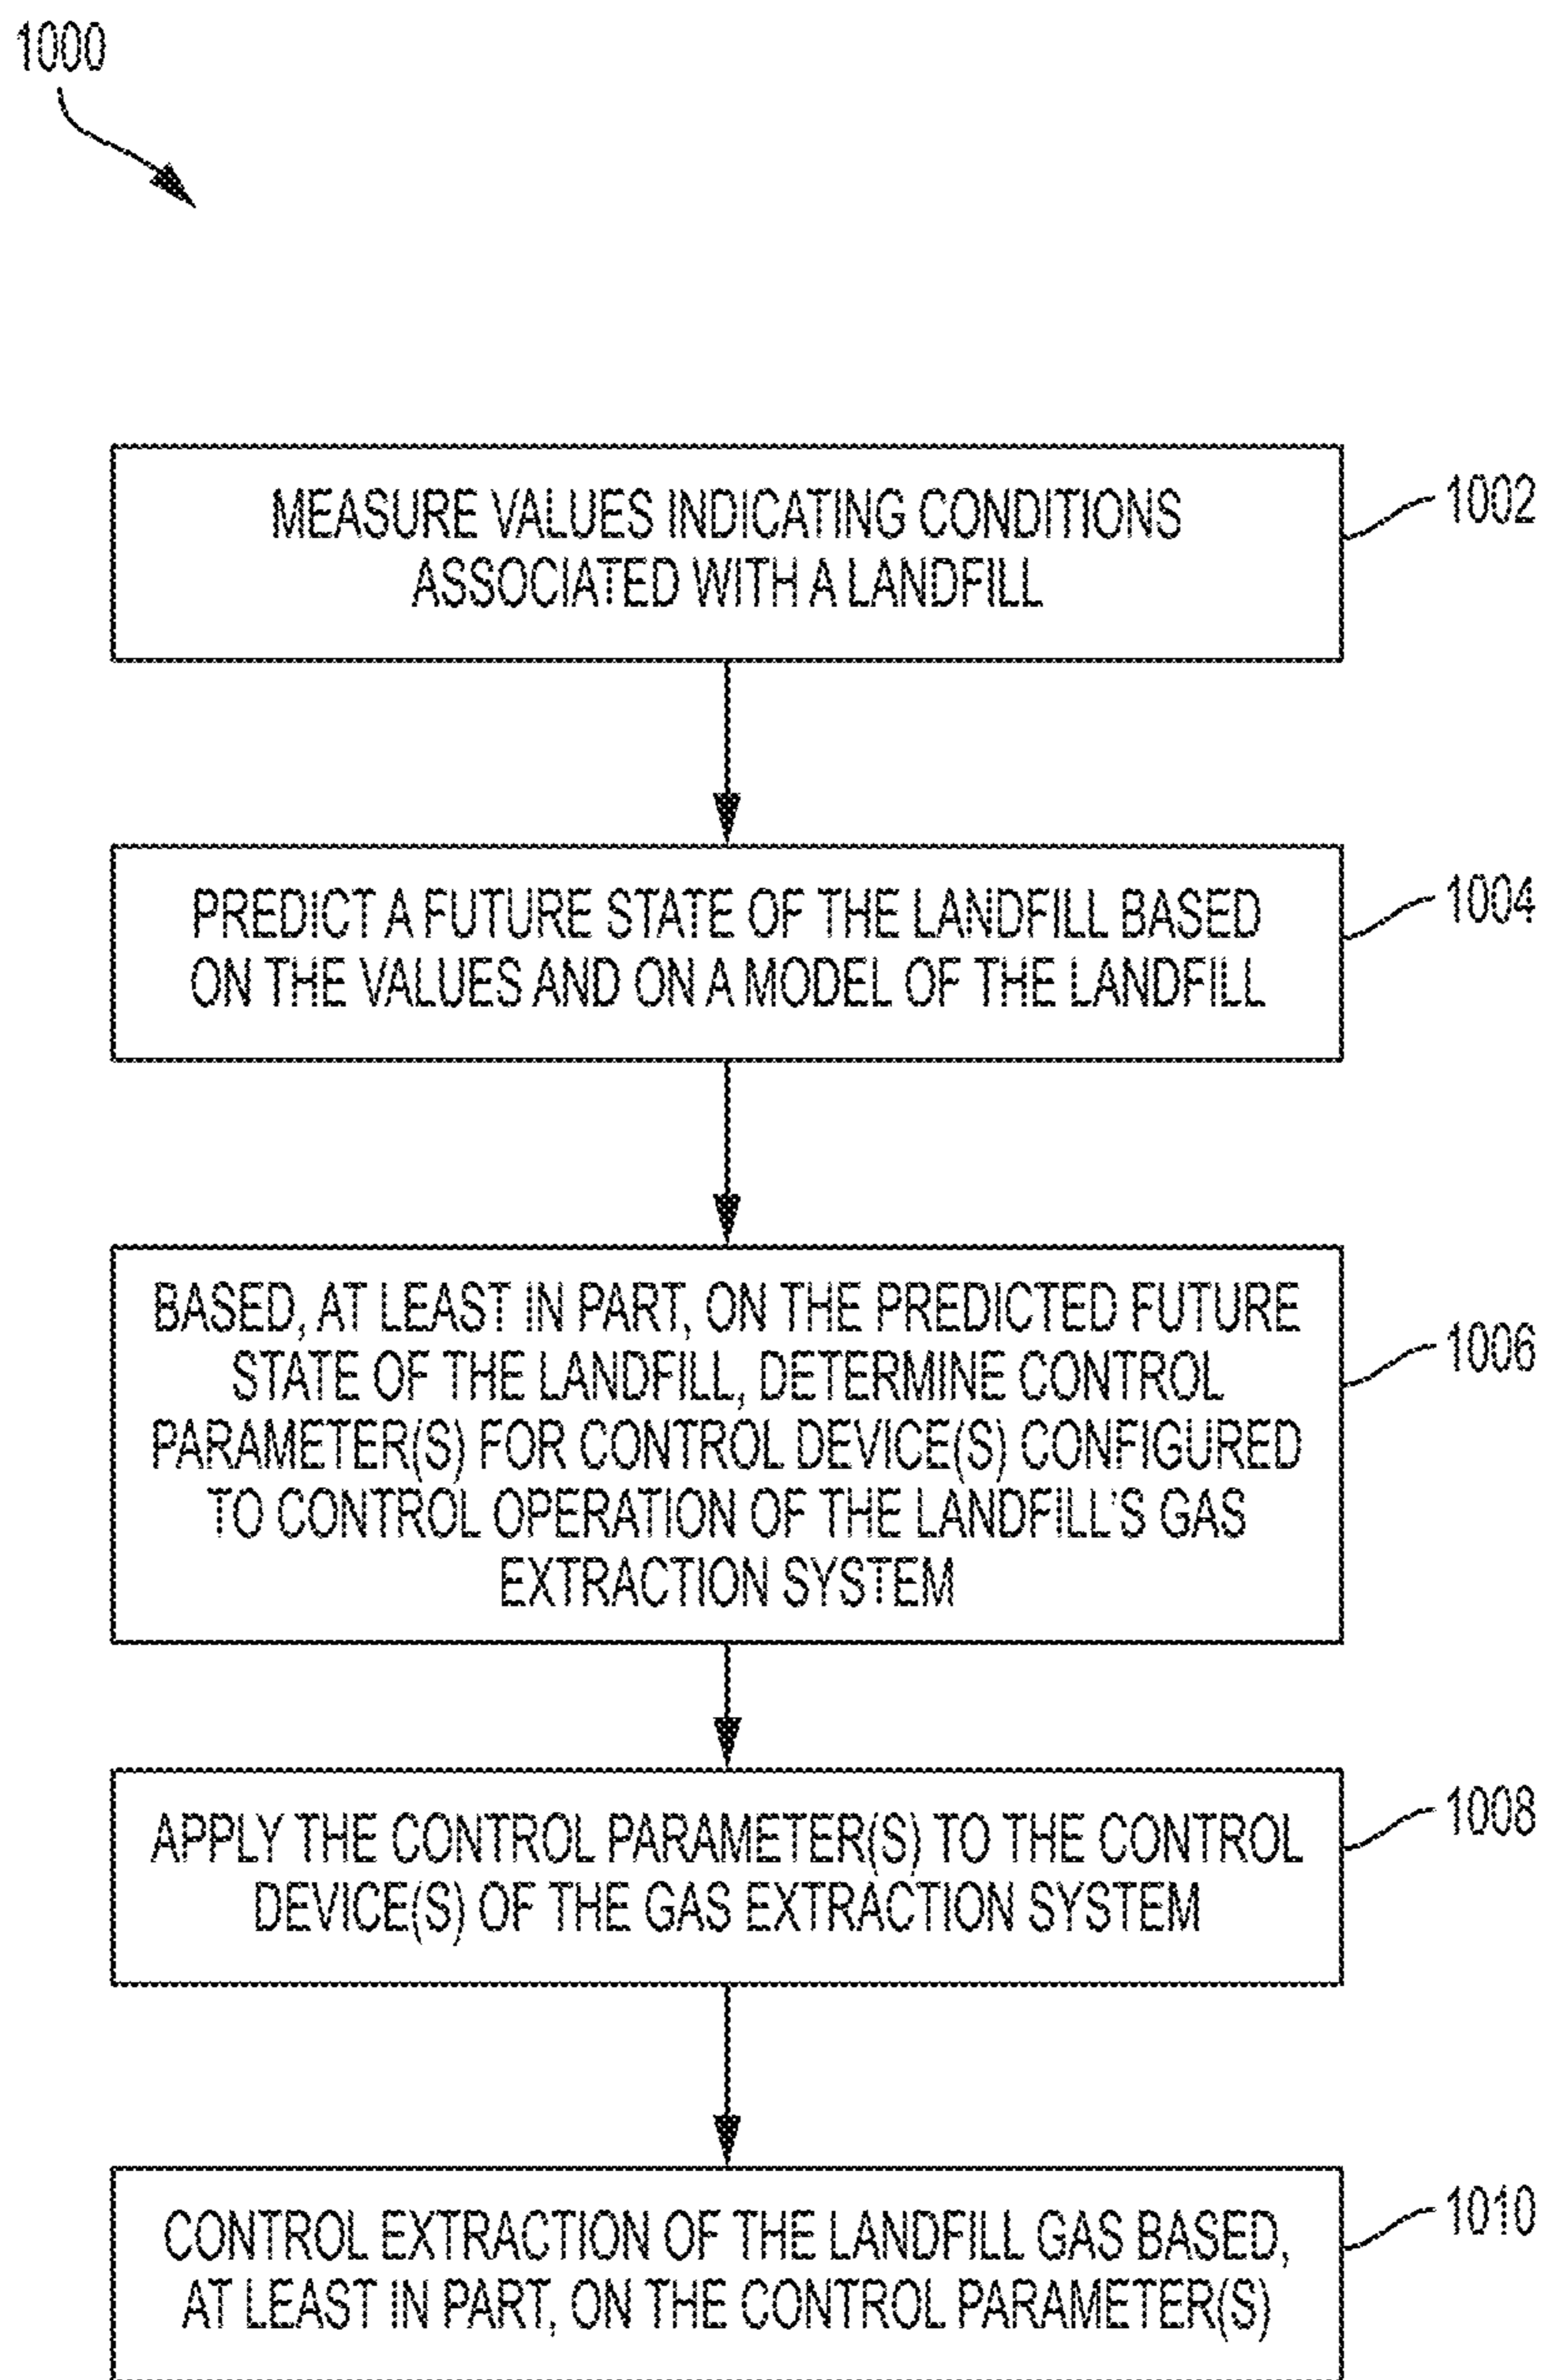 1000
MEASURE VALUES INDICATING CONDITIONS
ASSOCIATED WITH A LANDFILL
1002
PREDICT A FUTURE STATE OF THE LANDFILL BASED
ON THE VALUES AND ON A MODEL OF THE LANDFILL
1004
BASED, AT LEAST IN PART, ON THE PREDICTED FUTURE
STATE OF THE LANDFILL, DETERMINE CONTROL
PARAMETER(S) FOR CONTROL DEVICE(S) CONFIGURED
TO CONTROL OPERATION OF THE LANDFILL'S GAS
EXTRACTION SYSTEM
1006
APPLY THE CONTROL PARAMETER(S) TO THE CONTROL
DEVICE(S) OF THE GAS EXTRACTION SYSTEM
1008
CONTROL EXTRACTION OF THE LANDFILL GAS BASED,
AT LEAST IN PART, ON THE CONTROL PARAMETER(S)
1010